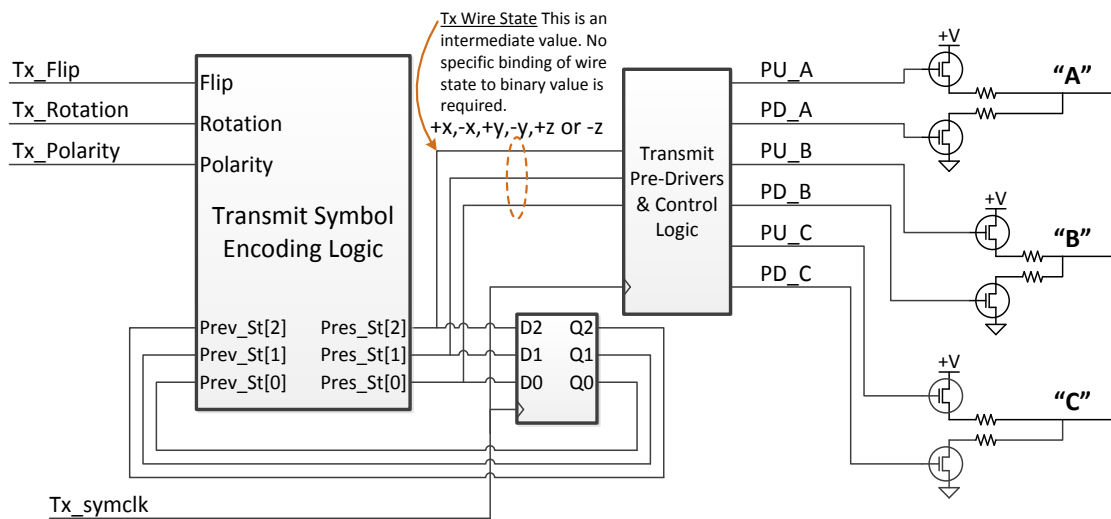 Tx Wire State This is an
intermediate value. No
specific binding of wire
state to binary value is
required.
+x,-x,+y,-y,+z or -z
Tx_Flip
Tx_Rotation
Tx_Polarity
Flip
Rotation
Polarity
Transmit Symbol
Encoding Logic
Prev_St[2]
Prev_St[1]
Prev_St[0]
Pres_St[2]
Pres_St[1]
Pres_St[0]
D2
D1
D0
Q2
Q1
Q0
Tx_symclk
Transmit
Pre-Drivers
& Control
Logic
PU_A
PD_A
PU_B
PD_B
PU_C
PD_C
+V
“A”
+V
“B”
+V
“C”